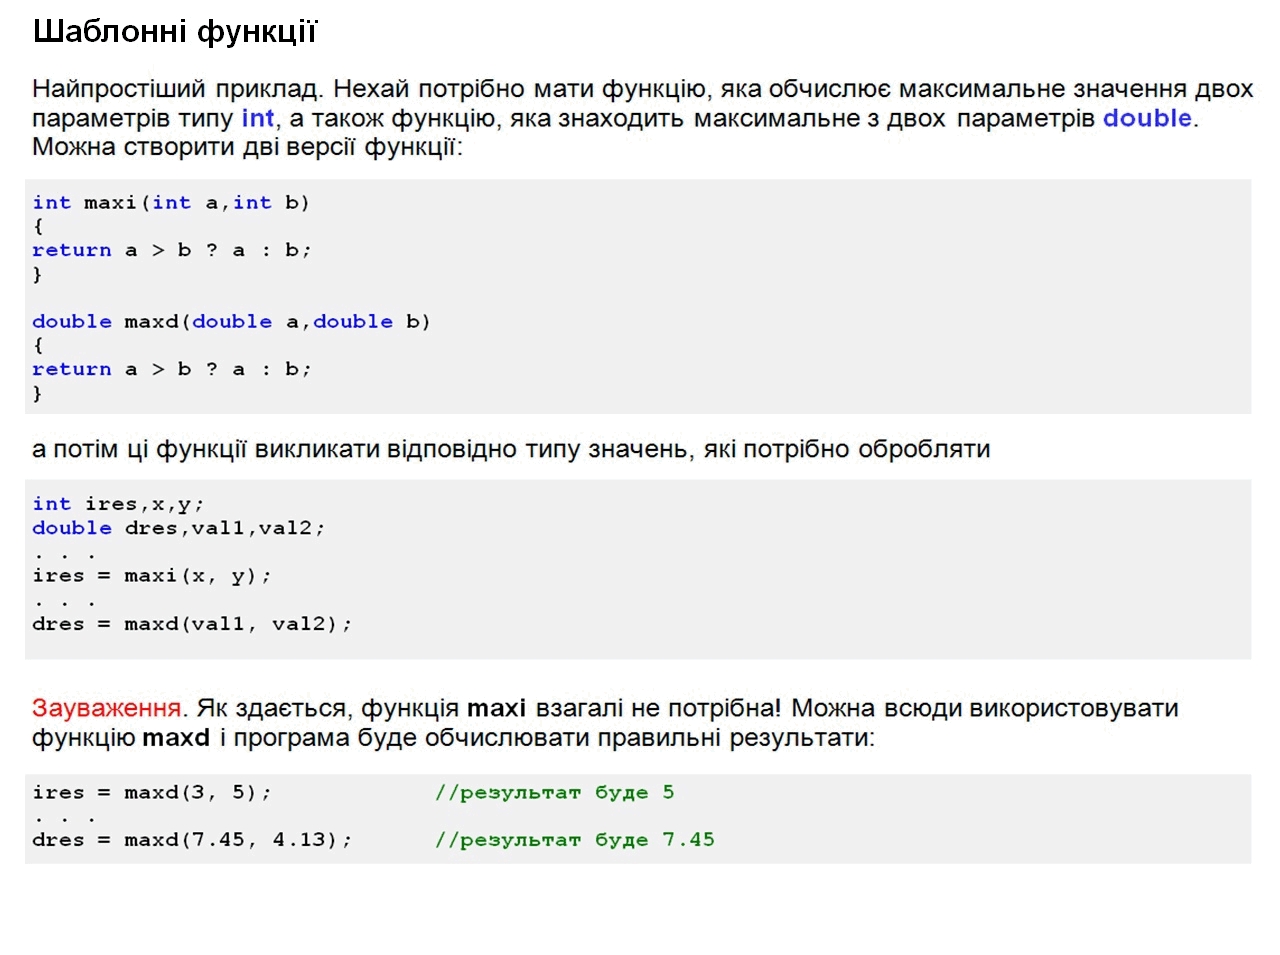 Шаблонні функції
Найпростіший приклад. Нехай потрібно мати функцію, яка обчислює максимальне значення двох
параметрів типу int, а також функцію, яка знаходить максимальне з двох параметрів double.
Можна створити дві версії функції:
int maxi(int a,int b)
{
return a > b ? a : b;
}
double maxd(double a,double b)
{
return a > b ? a : b;
}
а потім ці функції викликати відповідно типу значень, які потрібно обробляти
int ires,x,y;
double dres,val1,val2;
. . .
ires = maxi(x, y);
. . .
dres = maxd(val1, val2);
Зауваження. Як здається, функція maxi взагалі не потрібна! Можна всюди використовувати
функцію maxd і програма буде обчислювати правильні результати:
ires = maxd(3, 5); //результат буде 5
. . .
dres = maxd(7.45, 4.13); //результат буде 7.45